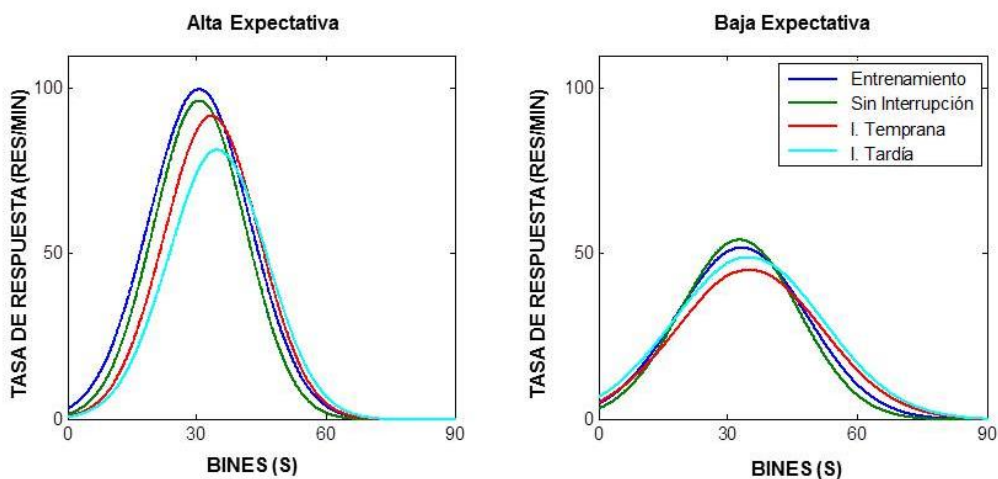 Alta Expectativa
TASA DE RESPUESTA (RES/MIN)
100
50
0
0 30 60 90
BINES (S)
Baja Expectativa
Entrenamiento
Sin Interrupción
I. Temprana
I. Tardía
TASA DE RESPUESTA (RES/MIN)
100
50
0
0 30 60 90
BINES (S)